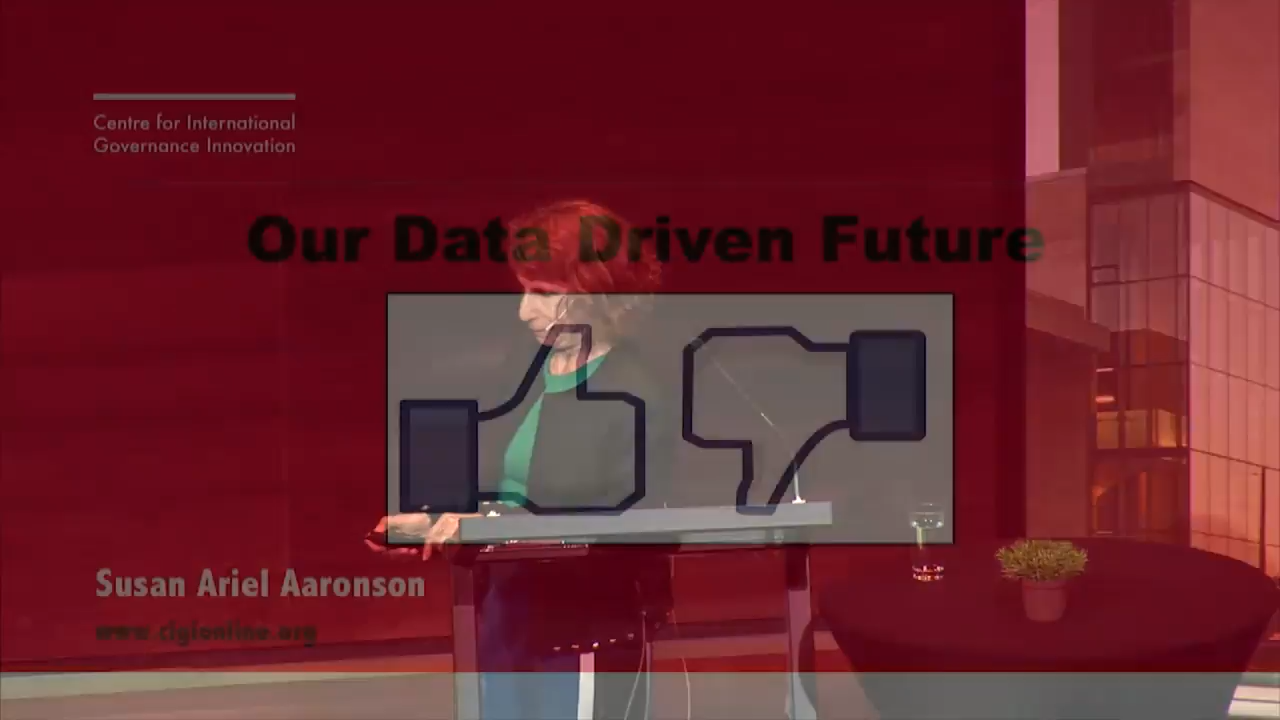 Centre for International
Governance Innovation
Our Data Driven Future
Susan Ariel Aaronson
www.cigionline.org